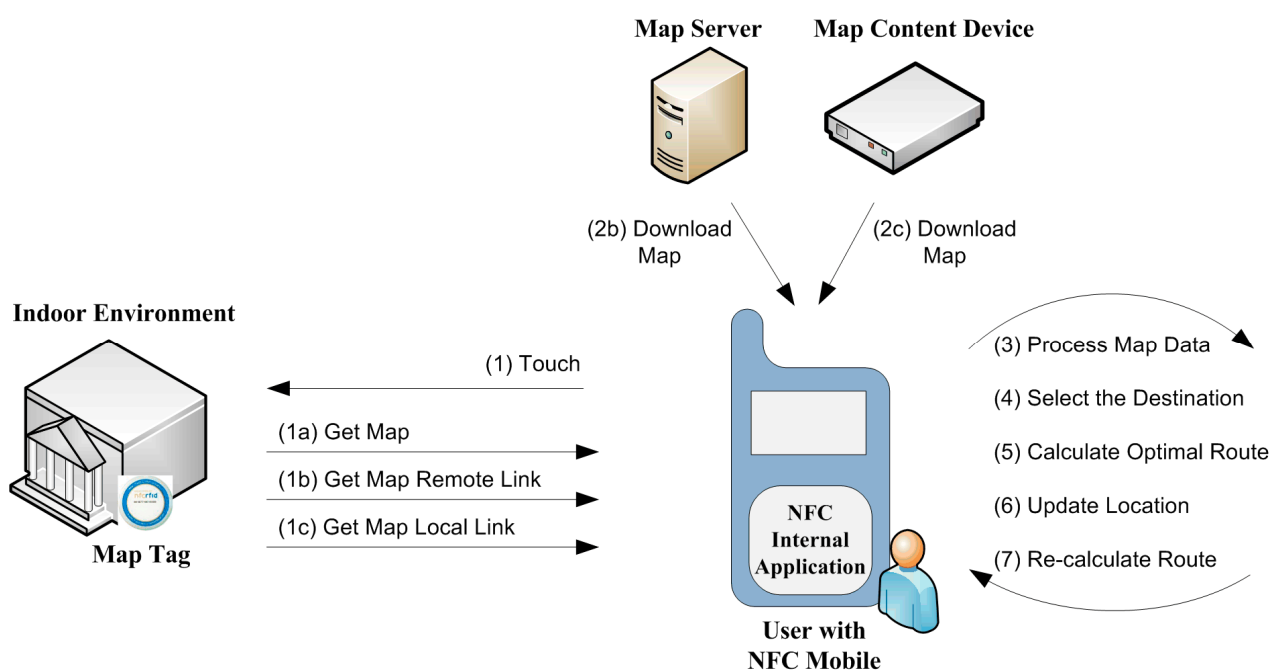 Map Server
Map Content Device
(2b) Download
Map
(2c) Download
Map
Indoor Environment
(1) Touch
(1a) Get Map
(1b) Get Map Remote Link
(1c) Get Map Local Link
Map Tag
NFC
Internal
Application
User with
NFC Mobile
(3) Process Map Data
(4) Select the Destination
(5) Calculate Optimal Route
(6) Update Location
(7) Re-calculate Route